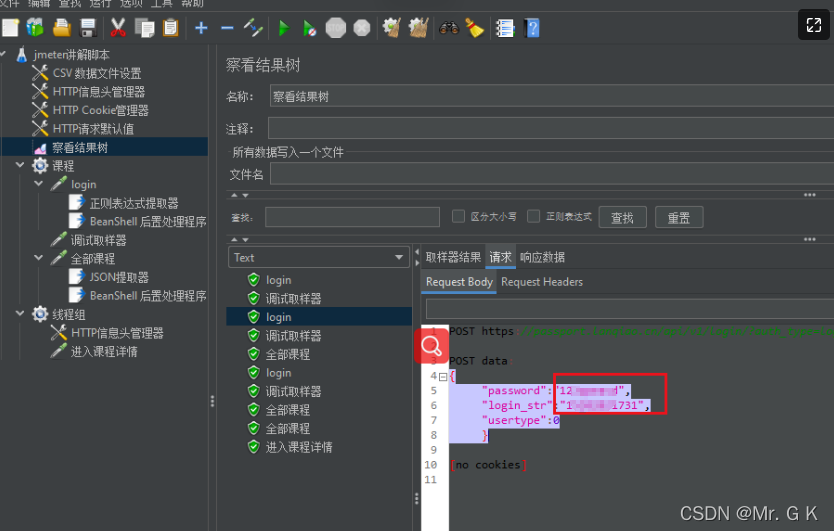 文件 编辑 查找 运行 选项 工具 帮助
jmeter讲解脚本
CSV 数据文件设置
HTTP信息头管理器
HTTP Cookie管理器
HTTP请求默认值
察看结果树
课程
login
正则表达式提取器
BeanShell 后置处理程序
调试取样器
全部课程
JSON提取器
BeanShell 后置处理程序
线程组
HTTP信息头管理器
进入课程详情
察看结果树
名称： 察看结果树
注释：
所有数据写入一个文件
文件名
查找: 区分大小写 正则表达式 查找 重置
Text
login
调试取样器
login
调试取样器
全部课程
login
调试取样器
全部课程
全部课程
进入课程详情
取样器结果 请求 响应数据
Request Body Request Headers
POST https
POST data
4 {
5 "password":"12
6 "login_str":"1 1731",
7 "usertype":0
8 }
9
10 [no cookies]
11
CSDN @Mr. G K